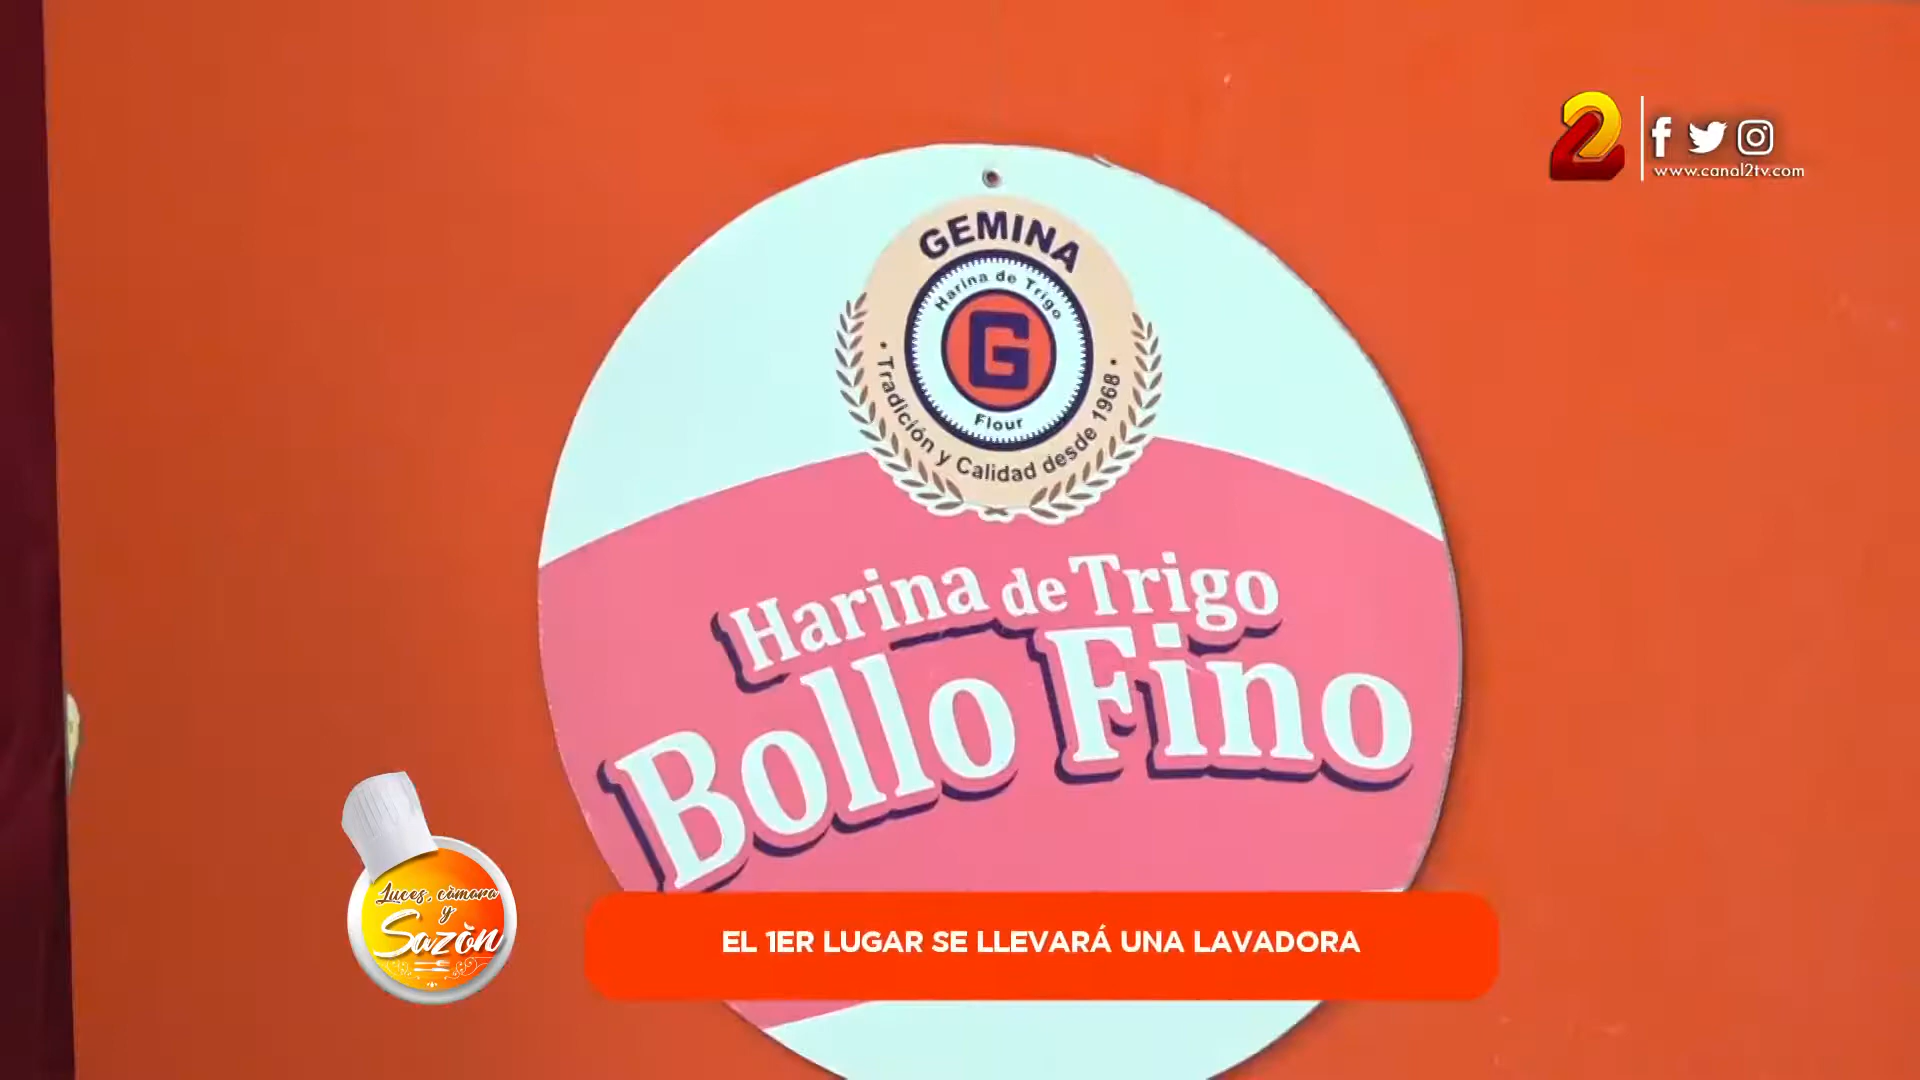 2
www.canal2tv.com
GEMINA
Harina de Trigo
G
Flour
• Tradición y Calidad desde 1968 •
Harina de Trigo
Bollo Fino
Luces, cámara
y
Sazòn
EL 1ER LUGAR SE LLEVARÁ UNA LAVADORA